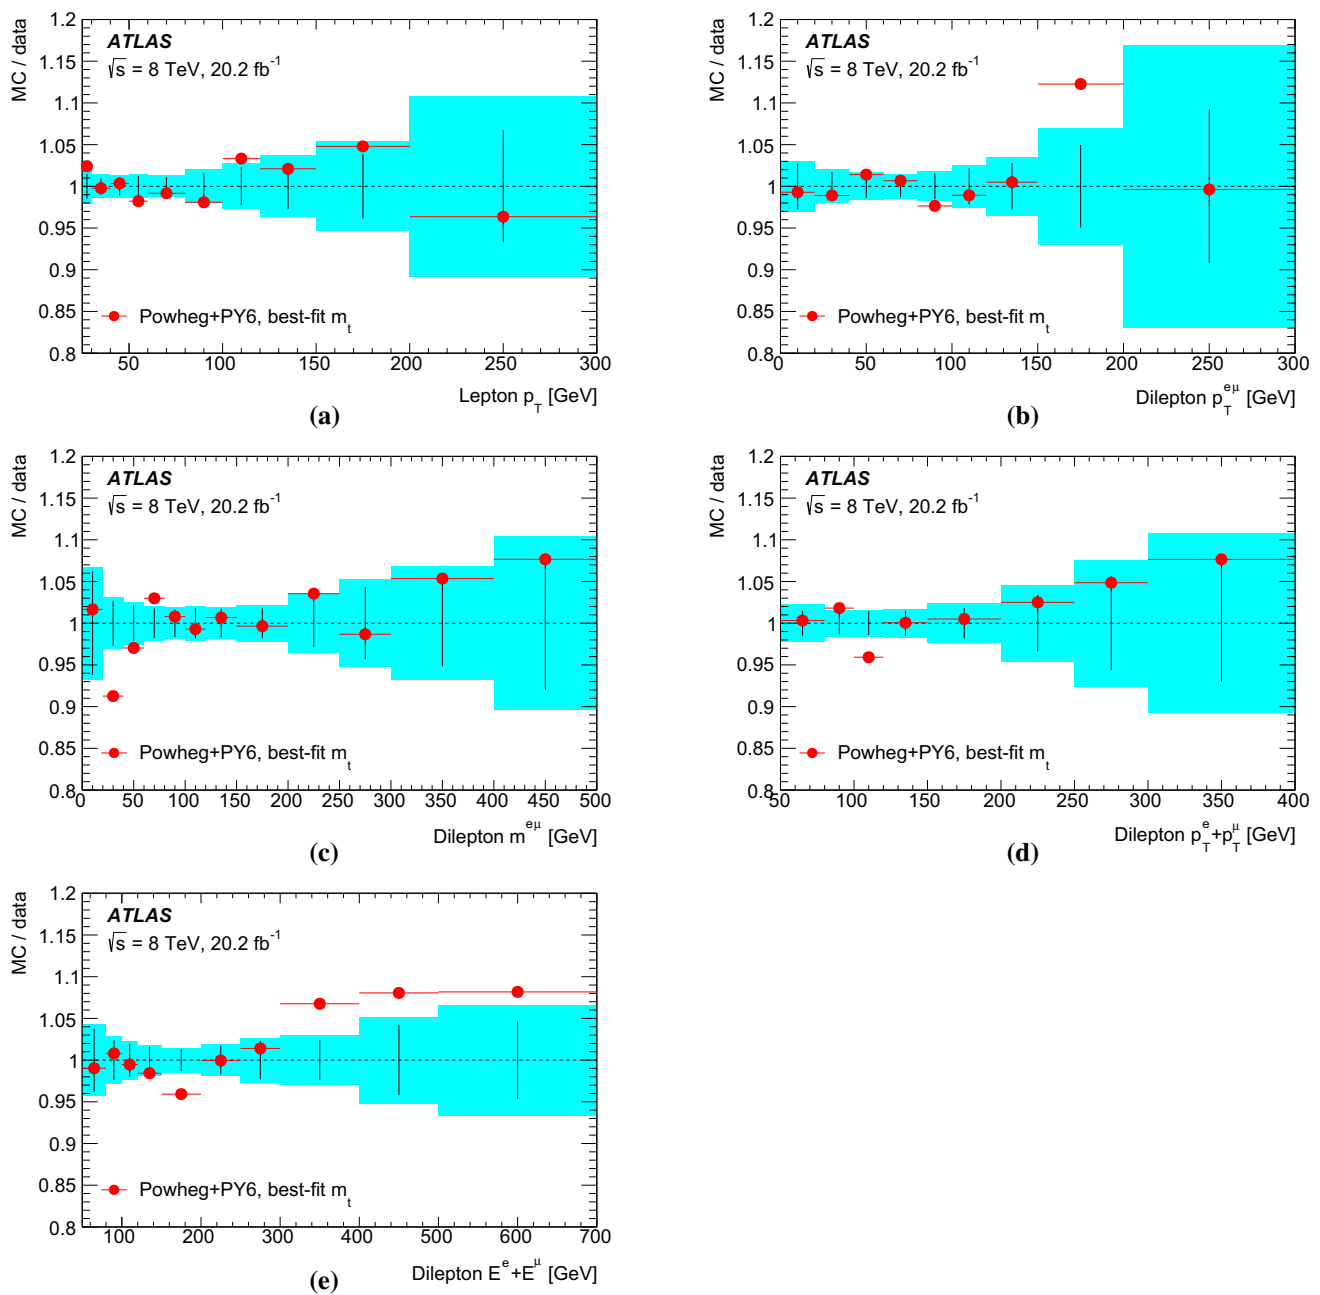 MC / data
1.2
1.15
1.1
1.05
1
0.95
0.9
0.85
0.8
ATLAS
√s = 8 TeV, 20.2 fb-1
Powheg+PY6, best-fit mt
50 100 150 200 250 300
Lepton pT [GeV]
(a)
MC / data
1.2
1.15
1.1
1.05
1
0.95
0.9
0.85
0.8
ATLAS
√s = 8 TeV, 20.2 fb-1
Powheg+PY6, best-fit mt
0 50 100 150 200 250 300
Dilepton pTeμ [GeV]
(b)
MC / data
1.2
1.15
1.1
1.05
1
0.95
0.9
0.85
0.8
ATLAS
√s = 8 TeV, 20.2 fb-1
Powheg+PY6, best-fit mt
0 50 100 150 200 250 300 350 400 450 500
Dilepton meμ [GeV]
(c)
MC / data
1.2
1.15
1.1
1.05
1
0.95
0.9
0.85
0.8
ATLAS
√s = 8 TeV, 20.2 fb-1
Powheg+PY6, best-fit mt
50 100 150 200 250 300 350 400
Dilepton pTe+pTμ [GeV]
(d)
MC / data
1.2
1.15
1.1
1.05
1
0.95
0.9
0.85
0.8
ATLAS
√s = 8 TeV, 20.2 fb-1
Powheg+PY6, best-fit mt
100 200 300 400 500 600 700
Dilepton Ee+Eμ [GeV]
(e)